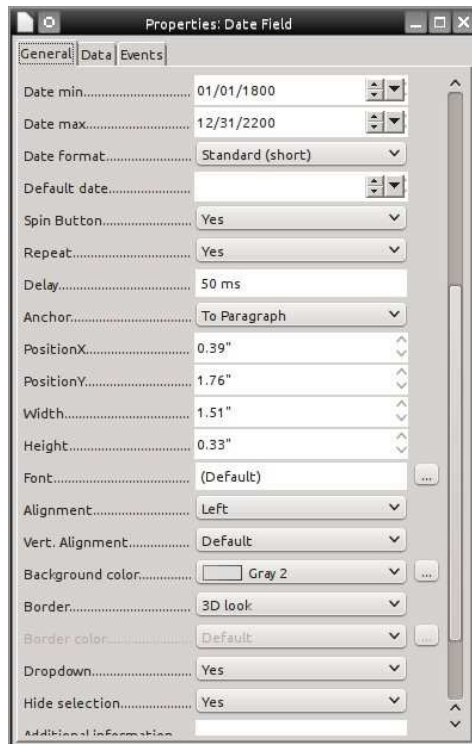 Properties: Date Field
General Data Events
Date min................ 01/01/1800
Date max................ 12/31/2200
Date format................ Standard (short)
Default date................
Spin Button................ Yes
Repeat................ Yes
Delay................ 50 ms
Anchor................ To Paragraph
PositionX................ 0.39"
PositionY................ 1.76"
Width................ 1.51"
Height................ 0.33"
Font................ (Default) ...
Alignment................ Left
Vert. Alignment................ Default
Background color................ Gray 2 ...
Border................ 3D look
Border color................ Default ...
Dropdown................ Yes
Hide selection................ Yes
Additional information